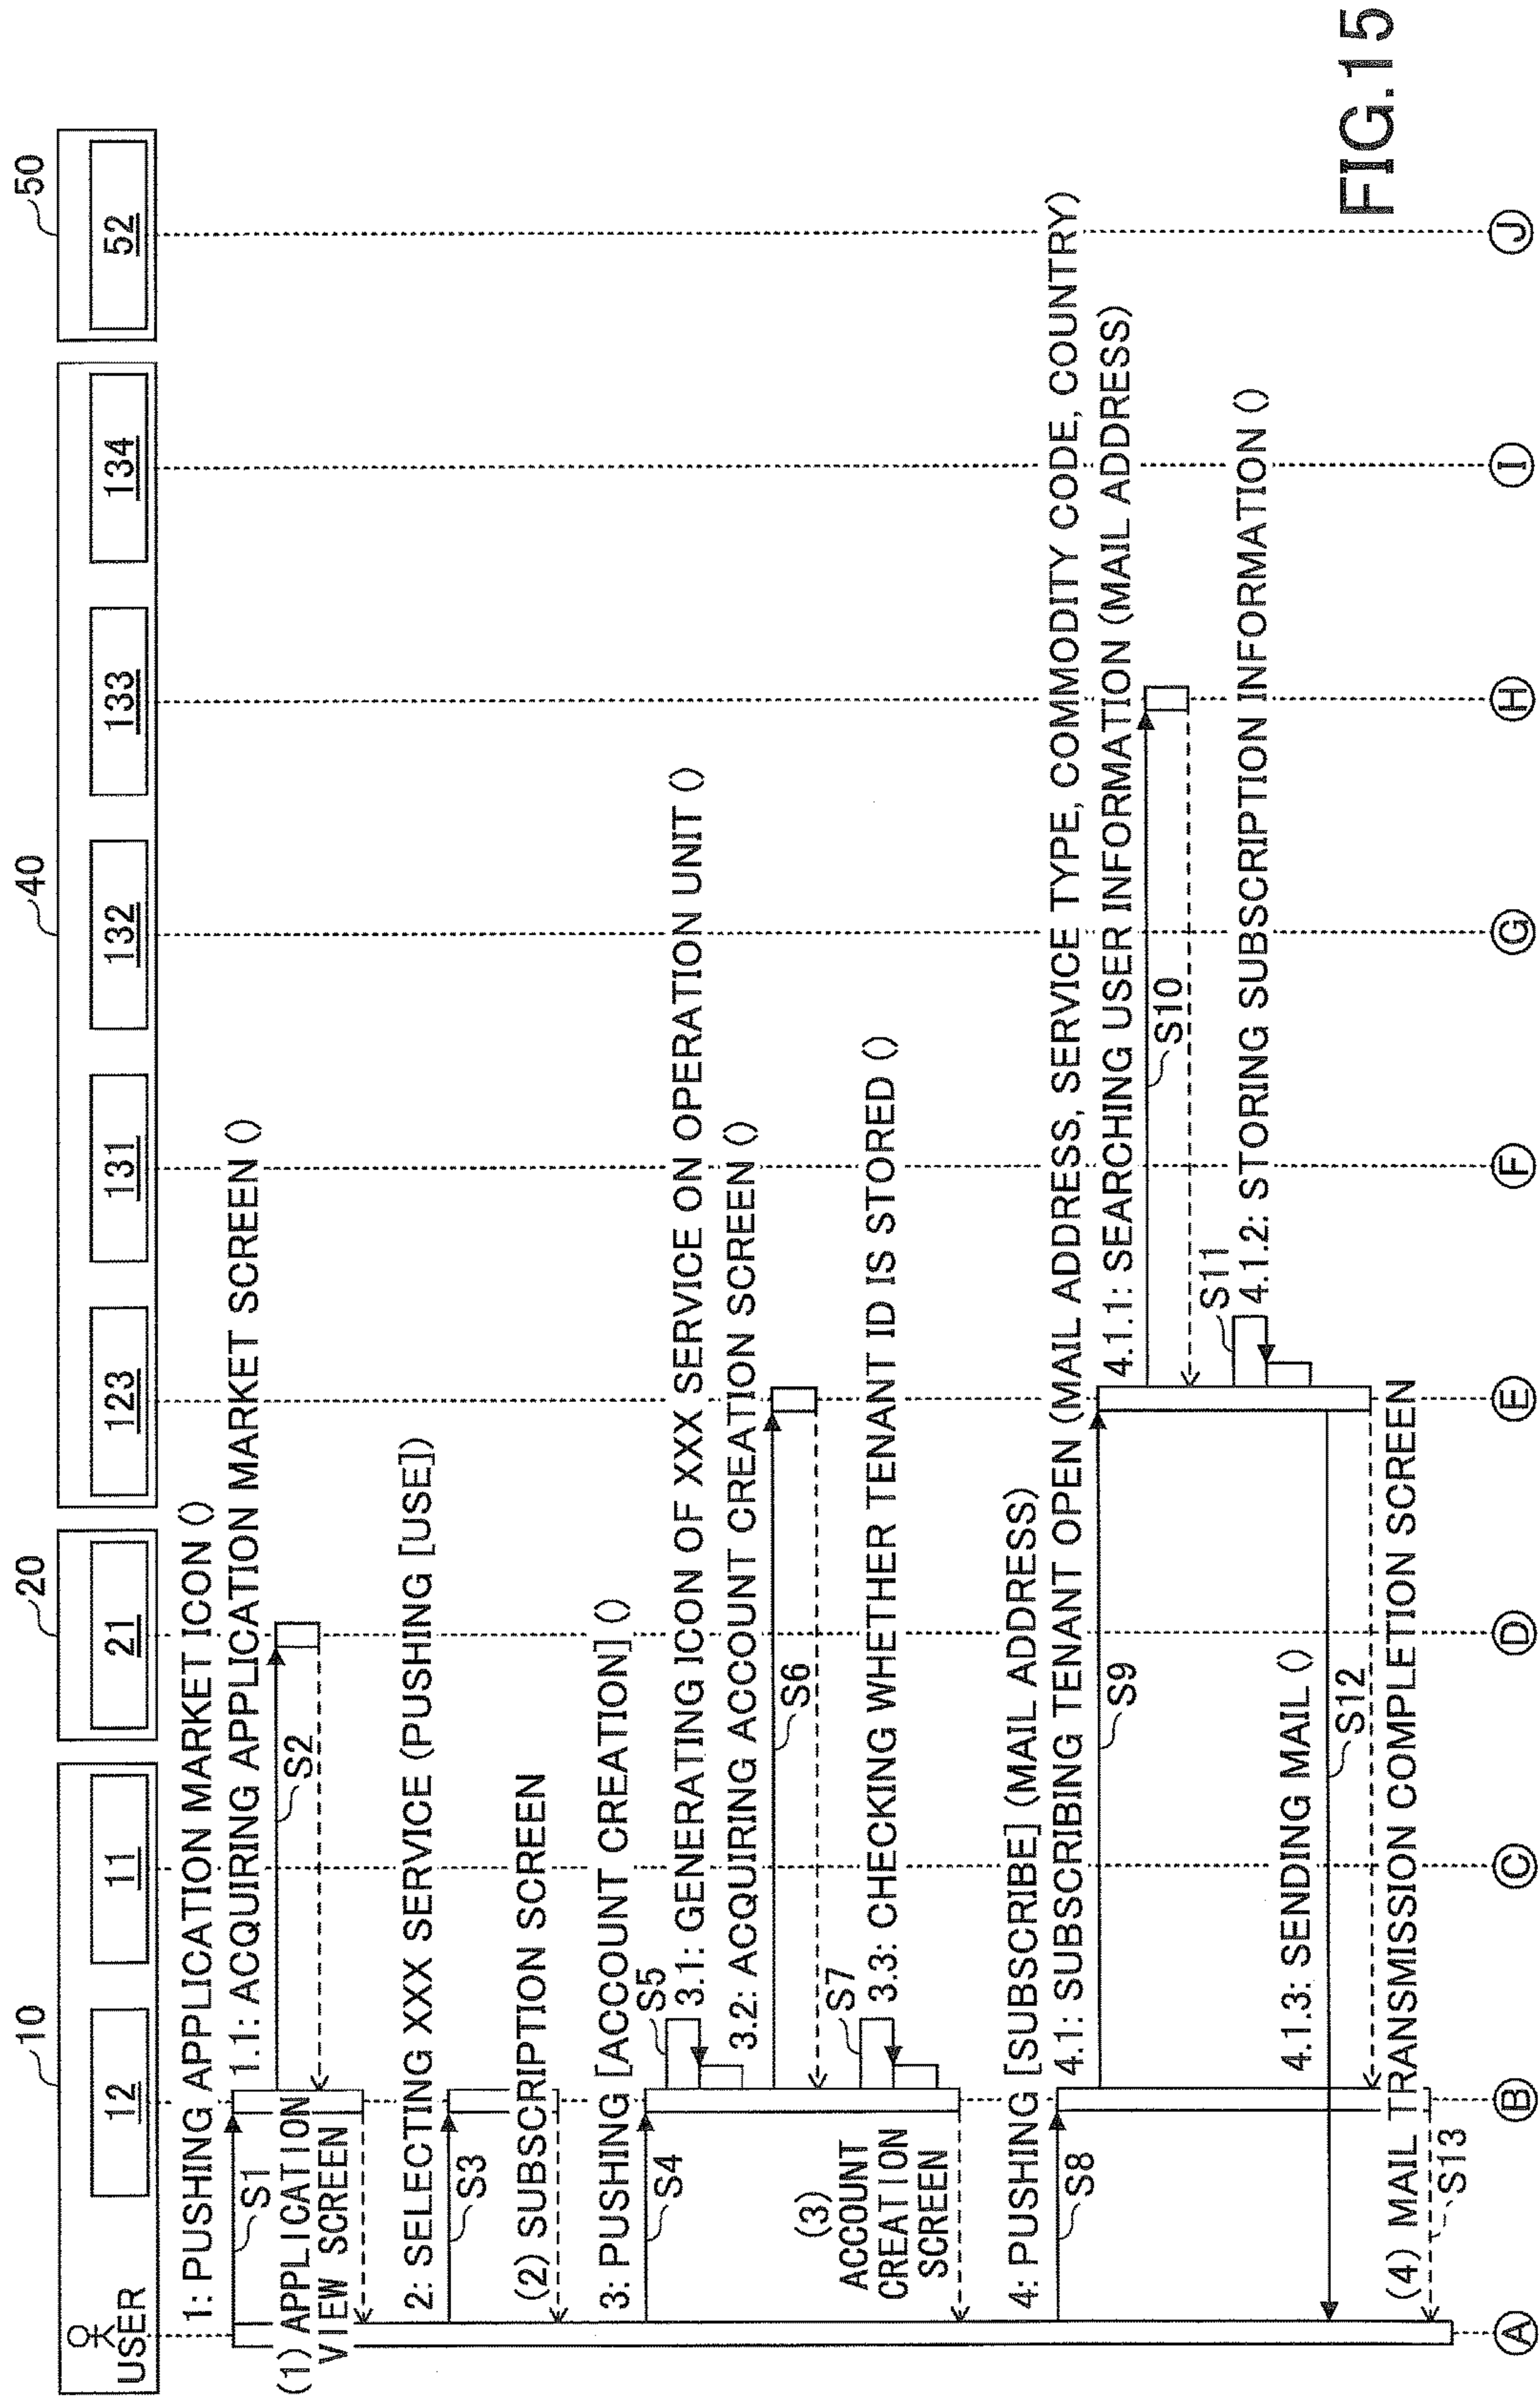 10
20
40
50
USER
12
11
21
123
131
132
133
134
52
1: PUSHING APPLICATION MARKET ICON ()
S1
1.1: ACQUIRING APPLICATION MARKET SCREEN ()
S2
(1) APPLICATION
VIEW SCREEN
2: SELECTING XXX SERVICE (PUSHING [USE])
S3
(2) SUBSCRIPTION SCREEN
3: PUSHING [ACCOUNT CREATION] ()
S4
S5
3.1: GENERATING ICON OF XXX SERVICE ON OPERATION UNIT ()
3.2: ACQUIRING ACCOUNT CREATION SCREEN ()
S6
S7
3.3: CHECKING WHETHER TENANT ID IS STORED ()
(3)
ACCOUNT
CREATION
SCREEN
4: PUSHING [SUBSCRIBE] (MAIL ADDRESS)
S8
4.1: SUBSCRIBING TENANT OPEN (MAIL ADDRESS, SERVICE TYPE, COMMODITY CODE, COUNTRY)
S9
4.1.1: SEARCHING USER INFORMATION (MAIL ADDRESS)
S10
S11
4.1.2: STORING SUBSCRIPTION INFORMATION ()
4.1.3: SENDING MAIL ()
S12
(4) MAIL TRANSMISSION COMPLETION SCREEN
S13
A
B
C
D
E
F
G
H
I
J
FIG.15